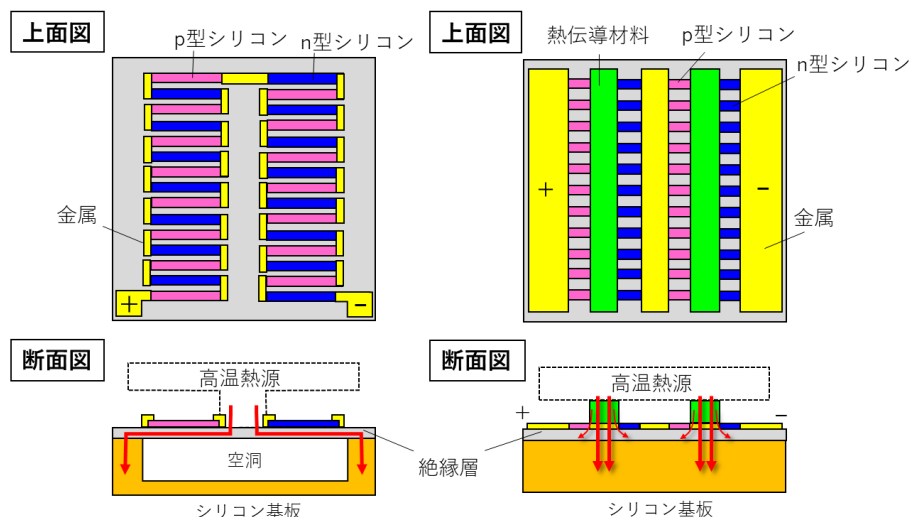 上面図
p型シリコン
n型シリコン
金属
+
-
断面図
高温熱源
空洞
絶縁層
シリコン基板
上面図
熱伝導材料
p型シリコン
n型シリコン
+
-
金属
断面図
高温熱源
+
-
シリコン基板